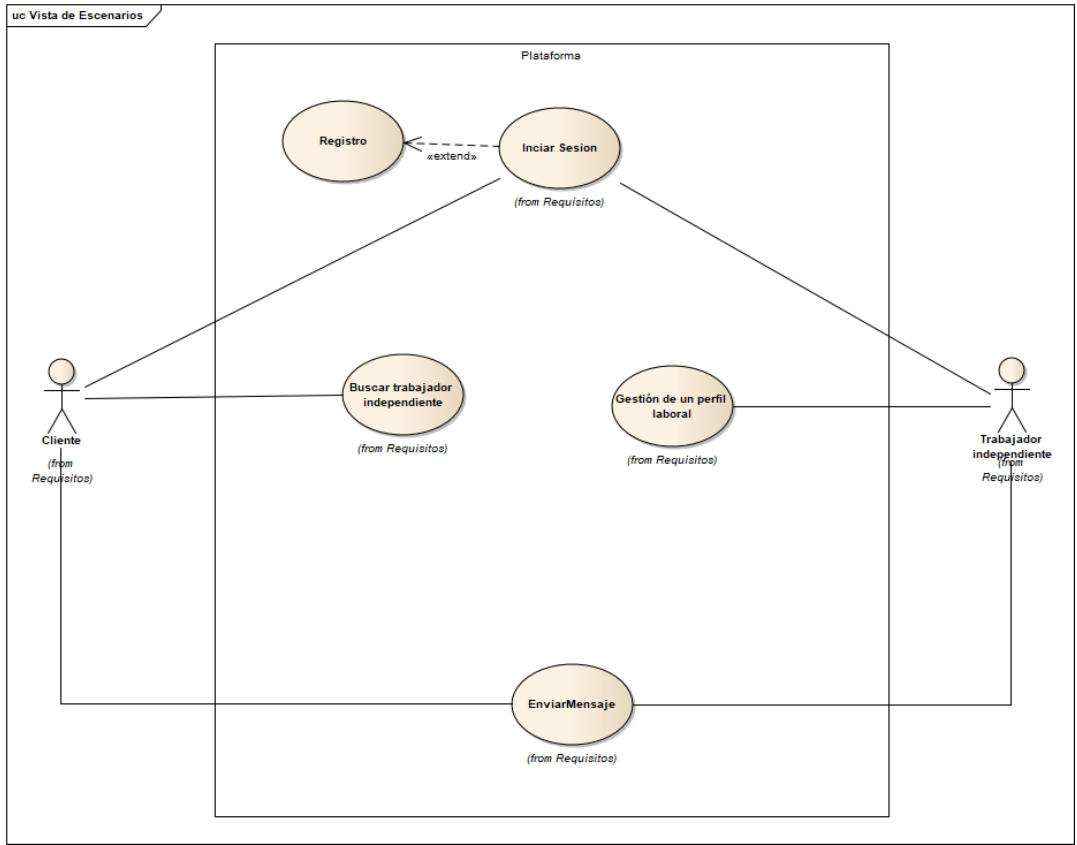 uc Vista de Escenarios
Plataforma
Registro
«extend»
Inciar Sesion
(from Requisitos)
Cliente
(from
Requisitos)
Buscar trabajador
independiente
(from Requisitos)
Gestión de un perfil
laboral
(from Requisitos)
Trabajador
independiente
(from
Requisitos)
EnviarMensaje
(from Requisitos)